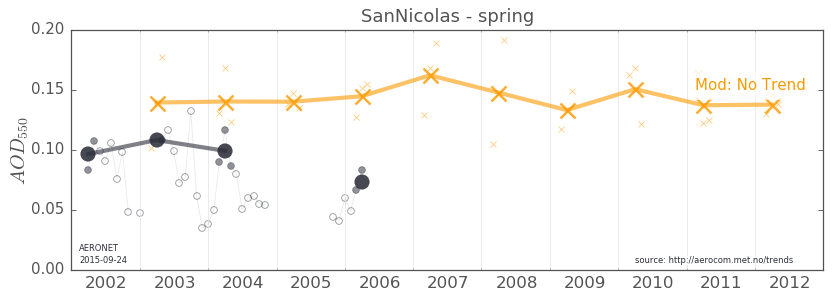 SanNicolas - spring
0.20
0.15
0.10
0.05
0.00
AOD550
Mod: No Trend
AERONET
2015-09-24
source: http://aerocom.met.no/trends
2002 2003 2004 2005 2006 2007 2008 2009 2010 2011 2012